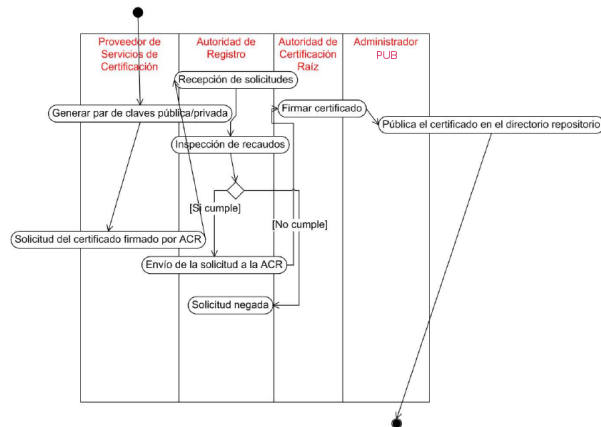 Proveedor de
Servicios de
Certificación
Autoridad de
Registro
Autoridad de
Certificación
Raíz
Administrador
PUB
Recepción de solicitudes
Generar par de claves pública/privada
Firmar certificado
Pública el certificado en el directorio repositorio
Inspección de recaudos
[Si cumple]
[No cumple]
Solicitud del certificado firmado por ACR
Envío de la solicitud a la ACR
Solicitud negada